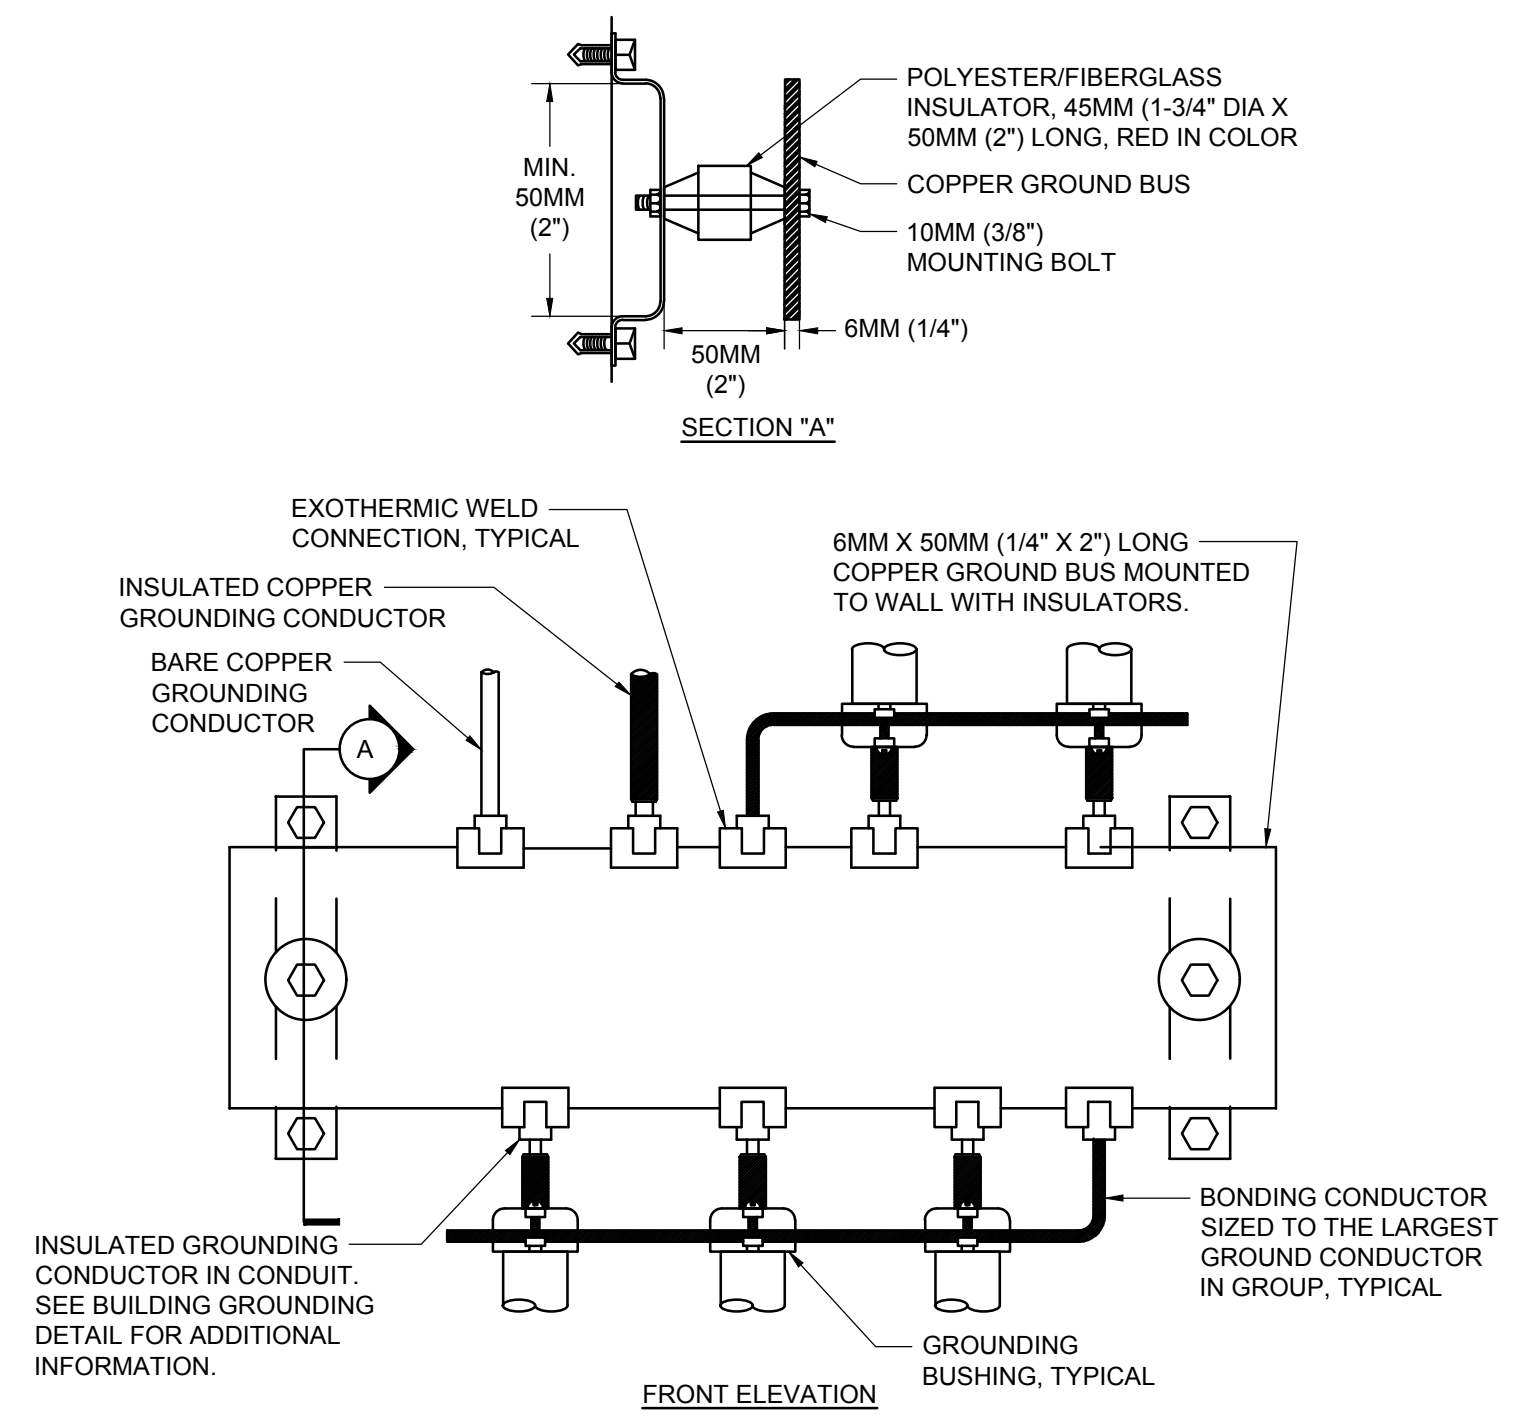 POLYESTER/FIBERGLASS
INSULATOR, 45MM (1-3/4" DIA X
50MM (2") LONG, RED IN COLOR
COPPER GROUND BUS
10MM (3/8")
MOUNTING BOLT
MIN.
50MM
(2")
6MM (1/4")
50MM
(2")
SECTION "A"
EXOTHERMIC WELD
CONNECTION, TYPICAL
INSULATED COPPER
GROUNDING CONDUCTOR
BARE COPPER
GROUNDING
CONDUCTOR
A
6MM X 50MM (1/4" X 2") LONG
COPPER GROUND BUS MOUNTED
TO WALL WITH INSULATORS.
INSULATED GROUNDING
CONDUCTOR IN CONDUIT.
SEE BUILDING GROUNDING
DETAIL FOR ADDITIONAL
INFORMATION.
BONDING CONDUCTOR
SIZED TO THE LARGEST
GROUND CONDUCTOR
IN GROUP, TYPICAL
GROUNDING
BUSHING, TYPICAL
FRONT ELEVATION